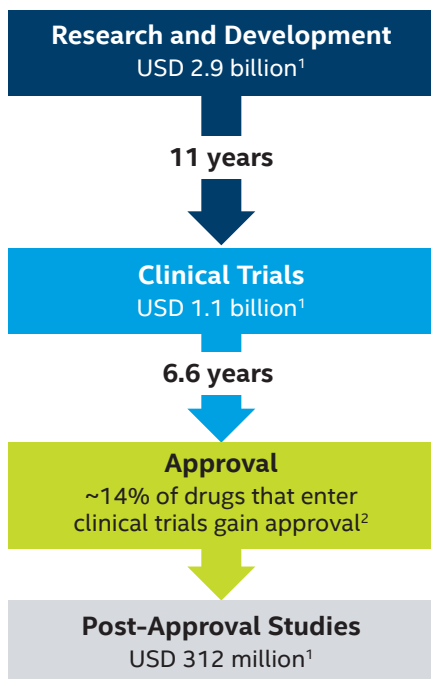 Research and Development
USD 2.9 billion¹
11 years
Clinical Trials
USD 1.1 billion¹
6.6 years
Approval
~14% of drugs that enter
clinical trials gain approval²
Post-Approval Studies
USD 312 million¹